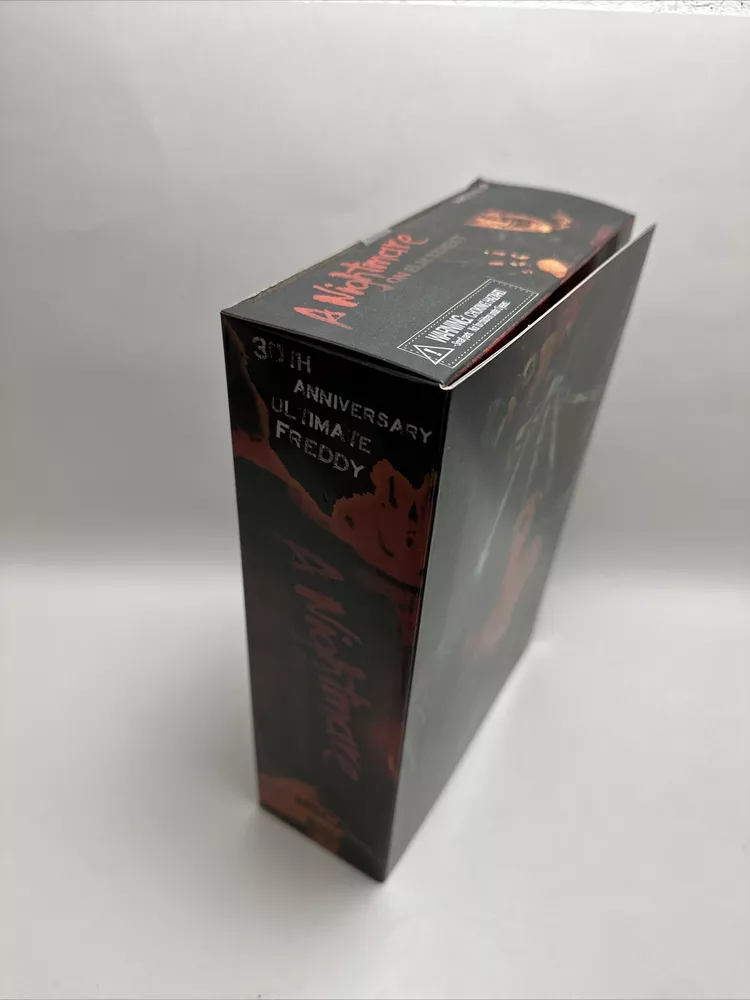 A Nightmare
ON ELM STREET
WARNING: CHOKING HAZARD
30TH
ANNIVERSARY
ULTIMATE
FREDDY
A Nightmare